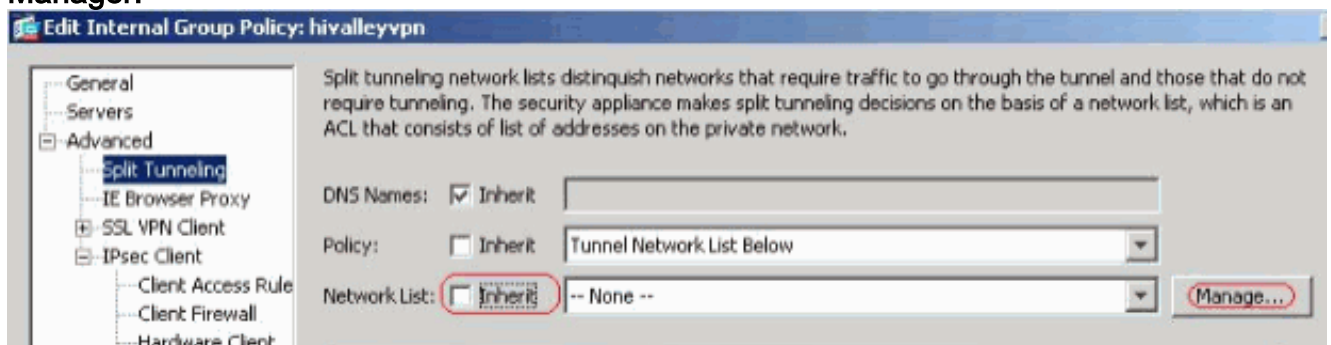 Manager.
Edit Internal Group Policy: hivalleyvpn
General
Servers
Advanced
Split Tunneling
IE Browser Proxy
SSL VPN Client
IPsec Client
Client Access Rule
Client Firewall
Hardware Client
Split tunneling network lists distinguish networks that require traffic to go through the tunnel and those that do not
require tunneling. The security appliance makes split tunneling decisions on the basis of a network list, which is an
ACL that consists of list of addresses on the private network.
DNS Names: Inherit
Policy: Inherit Tunnel Network List Below
Network List: Inherit -- None -- Manage...